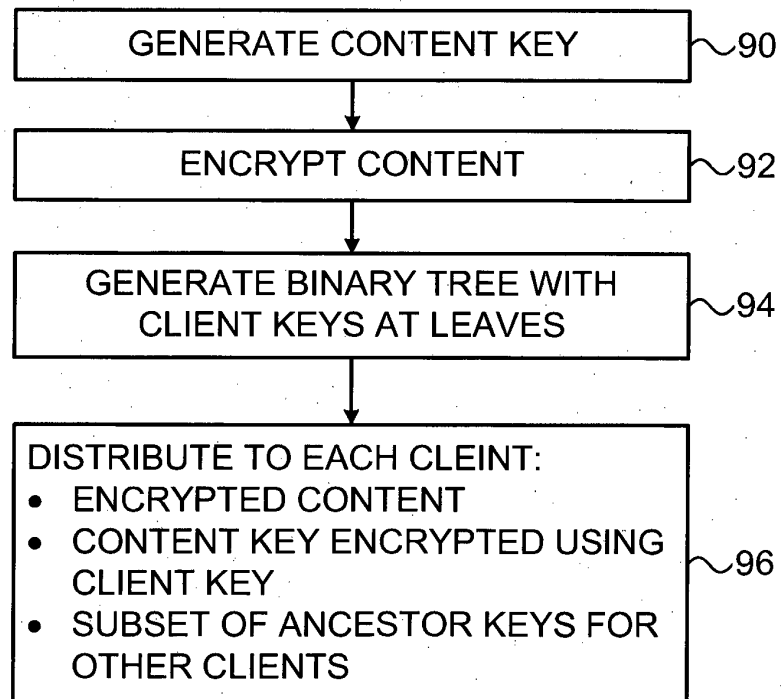 GENERATE CONTENT KEY 90
ENCRYPT CONTENT 92
GENERATE BINARY TREE WITH
CLIENT KEYS AT LEAVES 94
DISTRIBUTE TO EACH CLEINT:
• ENCRYPTED CONTENT
• CONTENT KEY ENCRYPTED USING
CLIENT KEY 96
• SUBSET OF ANCESTOR KEYS FOR
OTHER CLIENTS